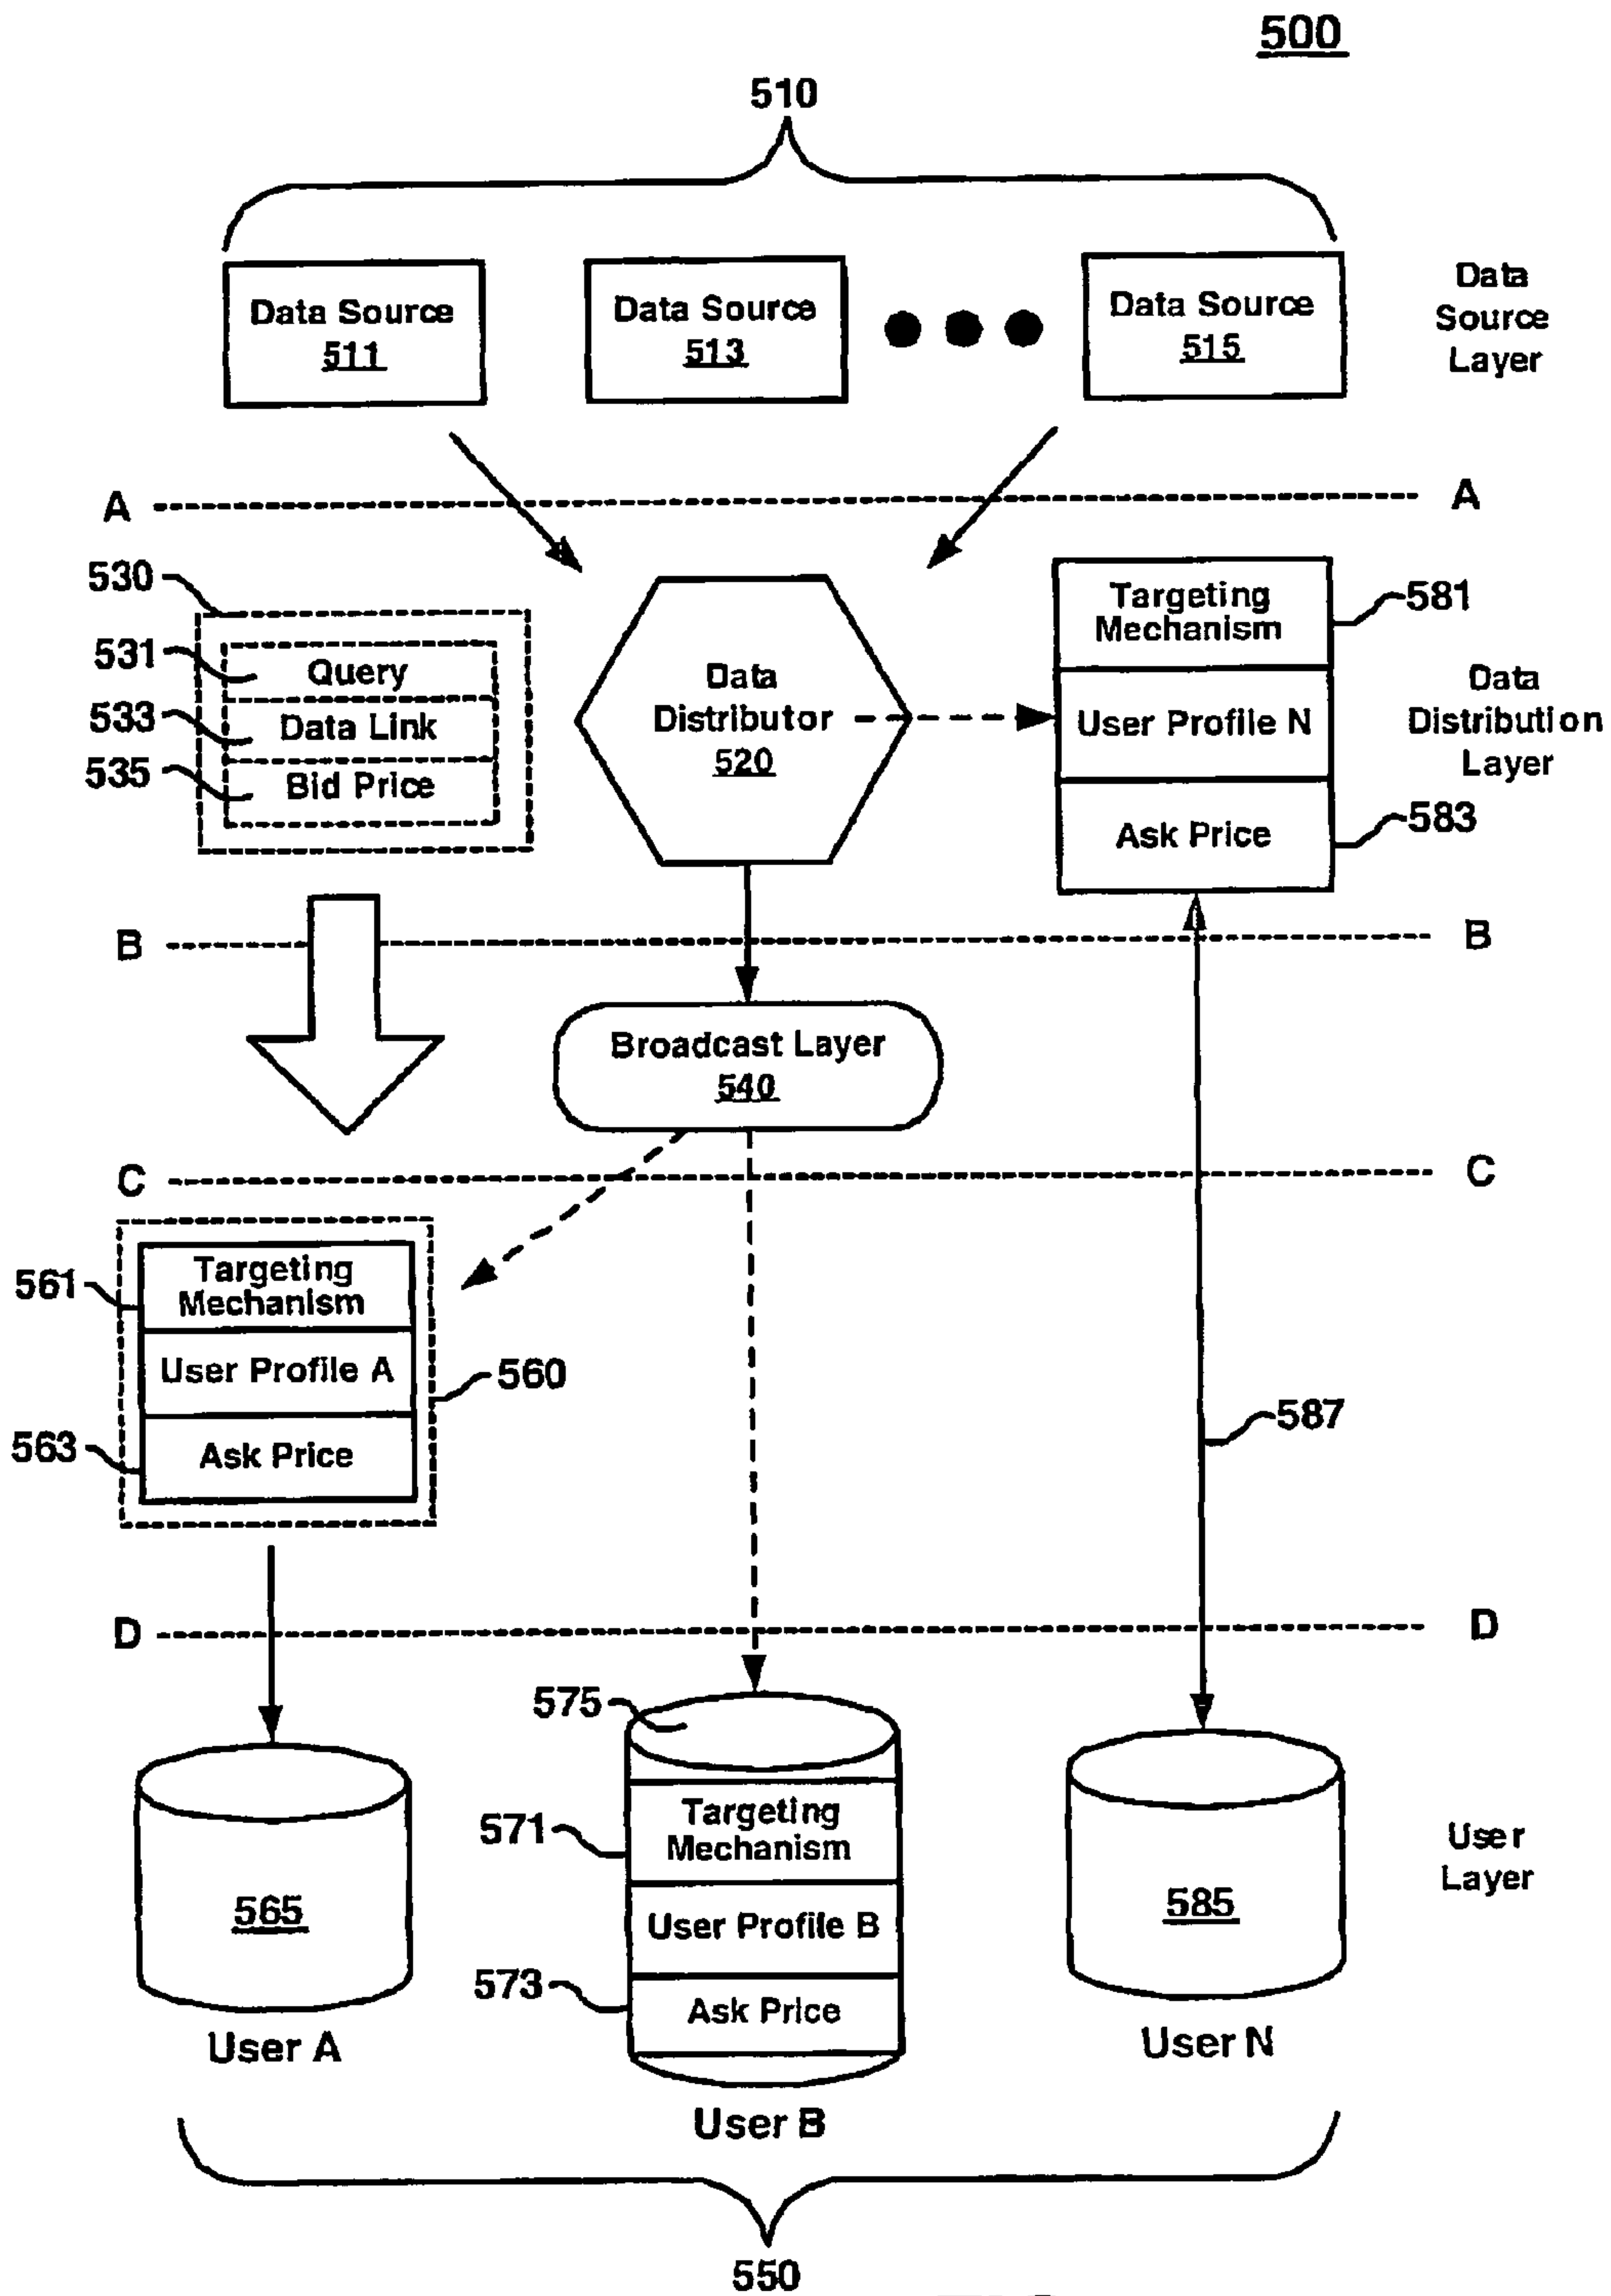 500
510
Data Source
511
Data Source
513
Data Source
515
Data
Source
Layer
A
A
530
531
Query
533
Data Link
535
Bid Price
Data
Distributor
520
Targeting
Mechanism
581
User Profile N
Ask Price
583
Data
Distribution
Layer
B
B
Broadcast Layer
540
C
C
561
Targeting
Mechanism
User Profile A
560
563
Ask Price
587
D
D
575
571
Targeting
Mechanism
User Profile B
573
Ask Price
565
585
User
Layer
User A
User B
User N
550